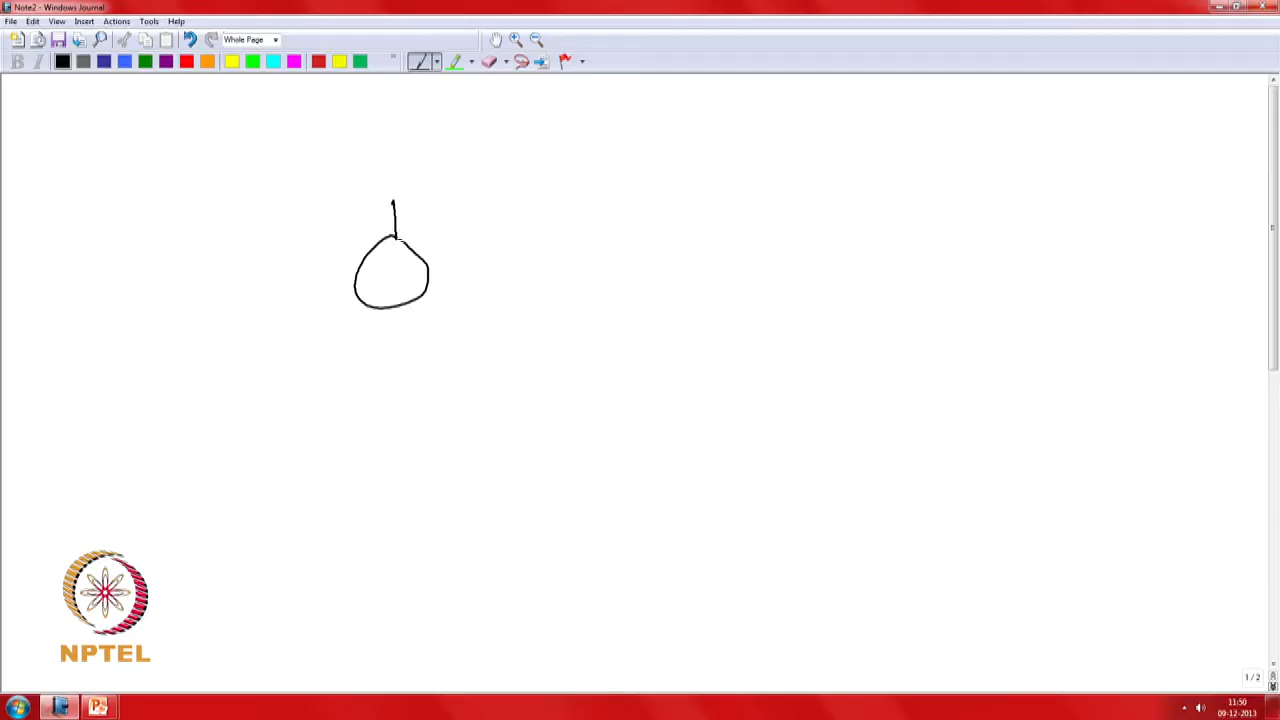 Note2 - Windows Journal
File Edit View Insert Actions Tools Help
Whole Page
B I
NPTEL
1 / 2
11:50
09-12-2013